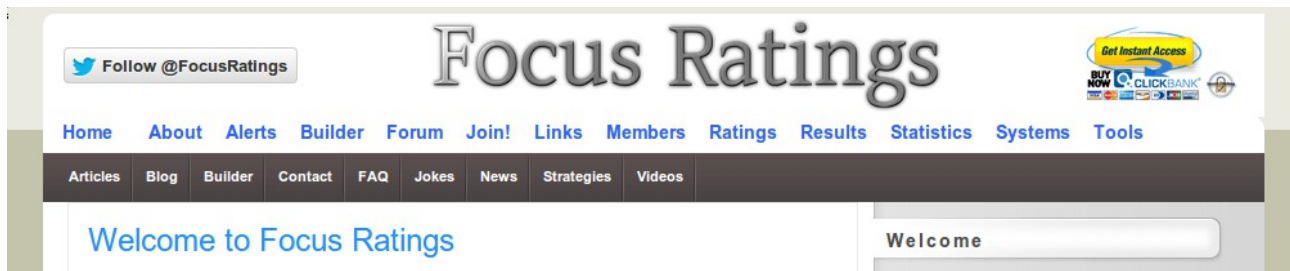 Follow @FocusRatings
Focus Ratings
Get Instant Access
BUY NOW CLICKBANK
Home About Alerts Builder Forum Join! Links Members Ratings Results Statistics Systems Tools
Articles Blog Builder Contact FAQ Jokes News Strategies Videos
Welcome to Focus Ratings
Welcome